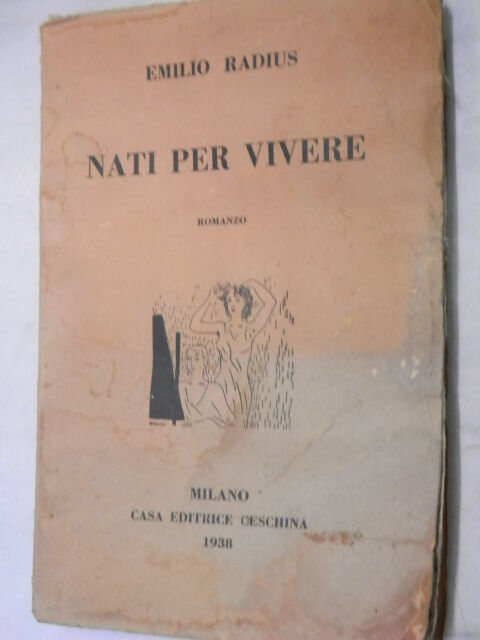 EMILIO RADIUS
NATI PER VIVERE
ROMANZO
MILANO
CASA EDITRICE CESCHINA
1938